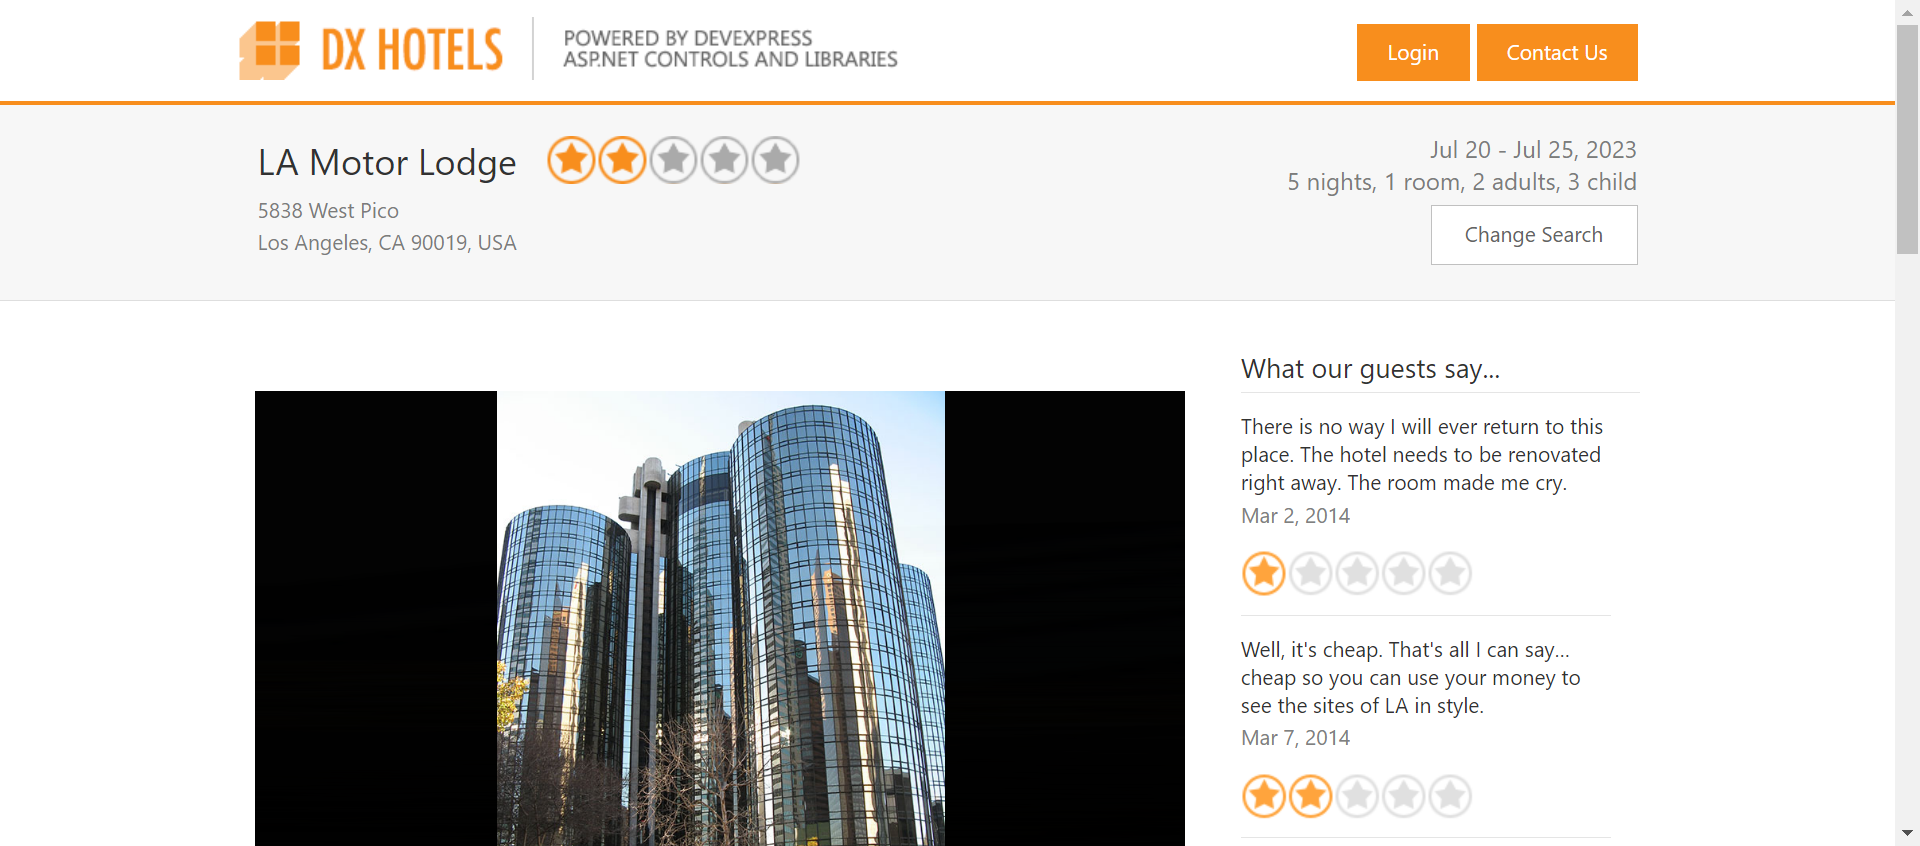 DX HOTELS
POWERED BY DEVEXPRESS
ASP.NET CONTROLS AND LIBRARIES
Login
Contact Us
LA Motor Lodge
5838 West Pico
Los Angeles, CA 90019, USA
Jul 20 - Jul 25, 2023
5 nights, 1 room, 2 adults, 3 child
Change Search
What our guests say...
There is no way I will ever return to this
place. The hotel needs to be renovated
right away. The room made me cry.
Mar 2, 2014
Well, it's cheap. That's all I can say...
cheap so you can use your money to
see the sites of LA in style.
Mar 7, 2014